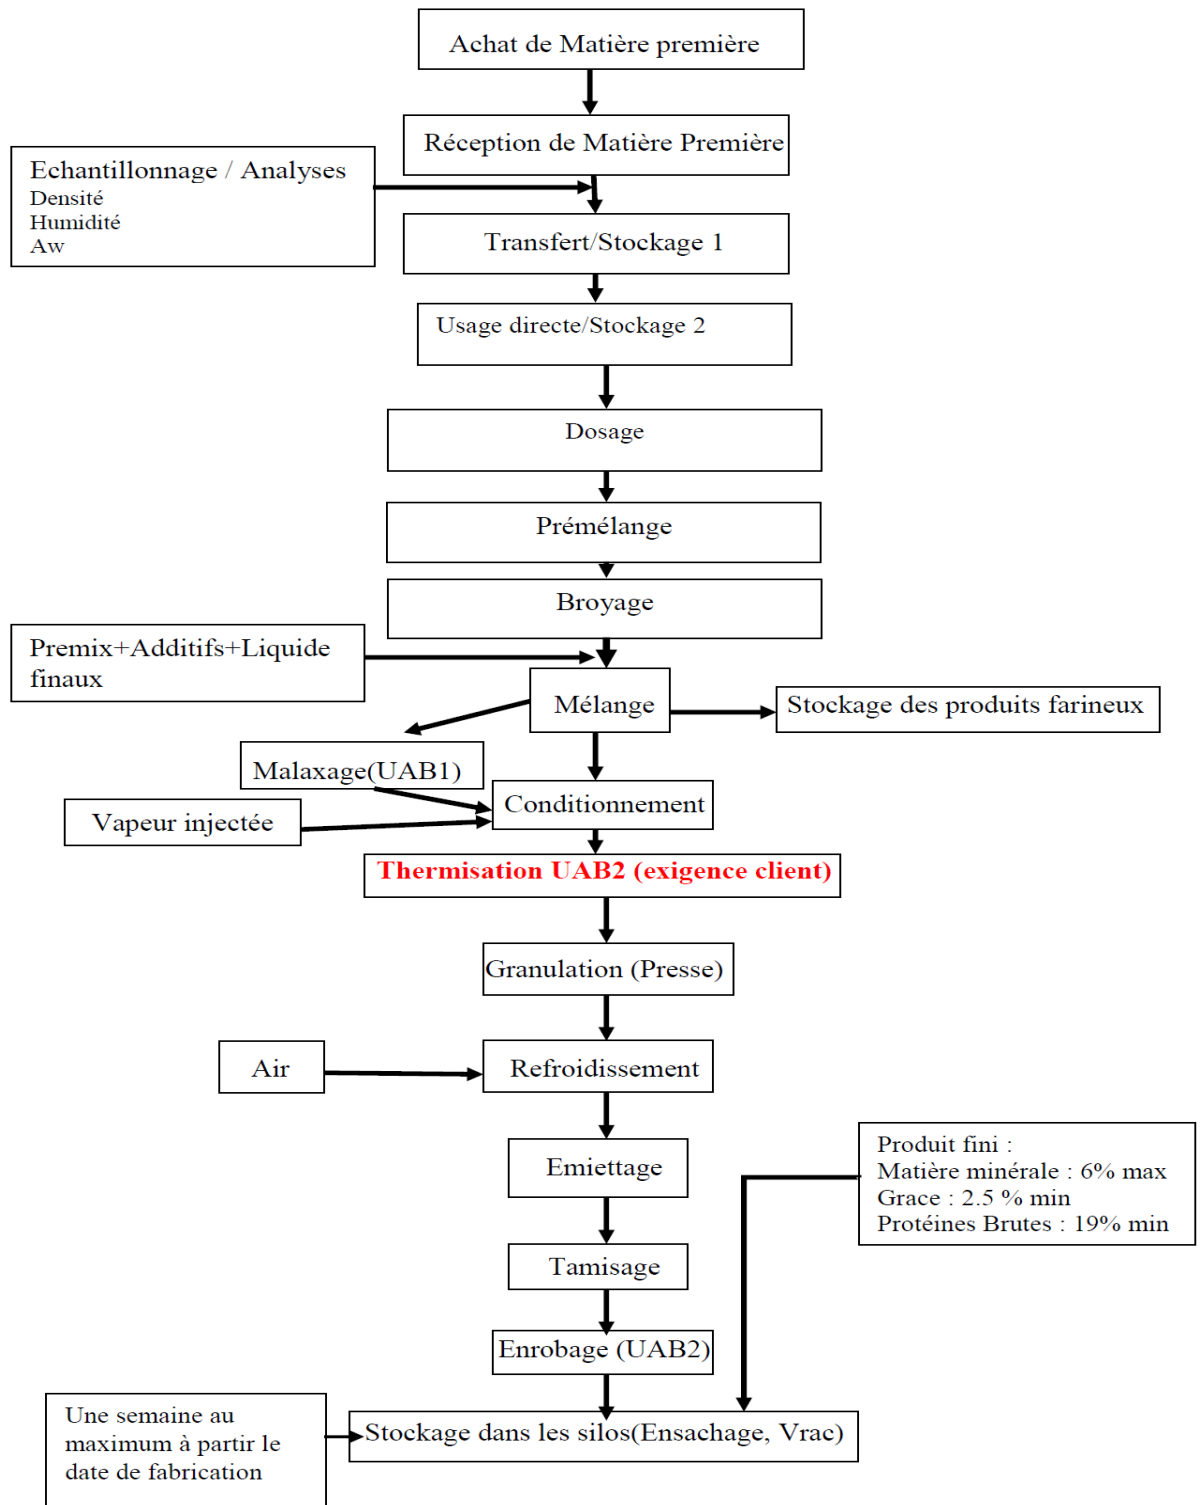 Achat de Matière première
Réception de Matière Première
Echantillonnage / Analyses
Densité
Humidité
Aw
Transfert/Stockage 1
Usage directe/Stockage 2
Dosage
Prémélange
Broyage
Premix+Additifs+Liquide
finaux
Mélange
Stockage des produits farineux
Malaxage(UAB1)
Conditionnement
Vapeur injectée
Thermisation UAB2 (exigence client)
Granulation (Presse)
Air
Refroidissement
Emiettage
Produit fini :
Matière minérale : 6% max
Grace : 2.5 % min
Protéines Brutes : 19% min
Tamisage
Enrobage (UAB2)
Une semaine au
maximum à partir le
date de fabrication
Stockage dans les silos(Ensachage, Vrac)